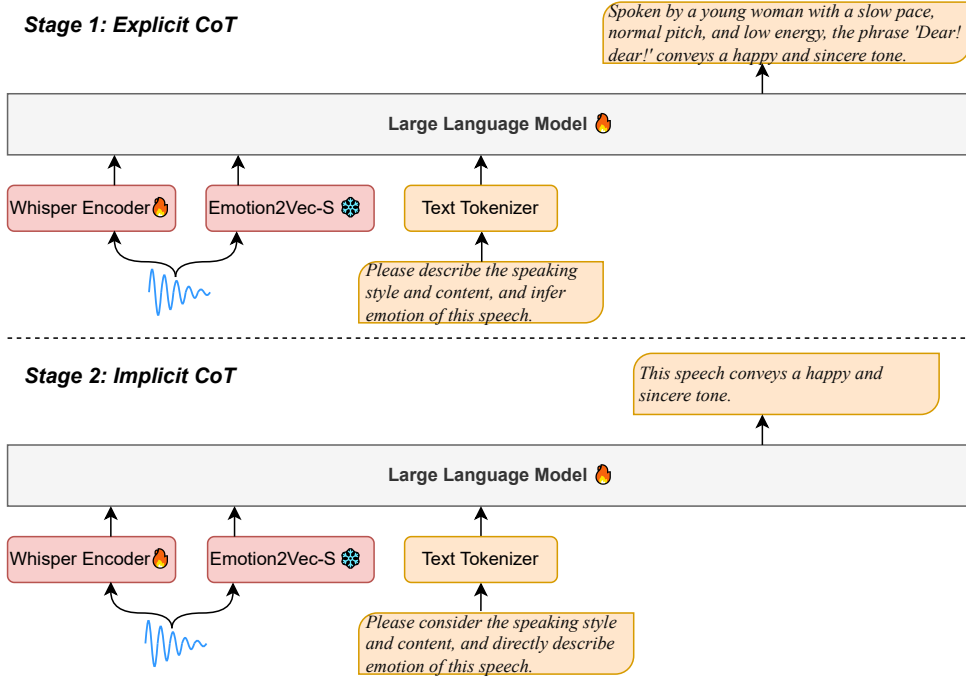 Stage 1: Explicit CoT
Spoken by a young woman with a slow pace,
normal pitch, and low energy, the phrase 'Dear!
dear!' conveys a happy and sincere tone.
Large Language Model
Whisper Encoder
Emotion2Vec-S
Text Tokenizer
Please describe the speaking
style and content, and infer
emotion of this speech.
Stage 2: Implicit CoT
This speech conveys a happy and
sincere tone.
Large Language Model
Whisper Encoder
Emotion2Vec-S
Text Tokenizer
Please consider the speaking style
and content, and directly describe
emotion of this speech.